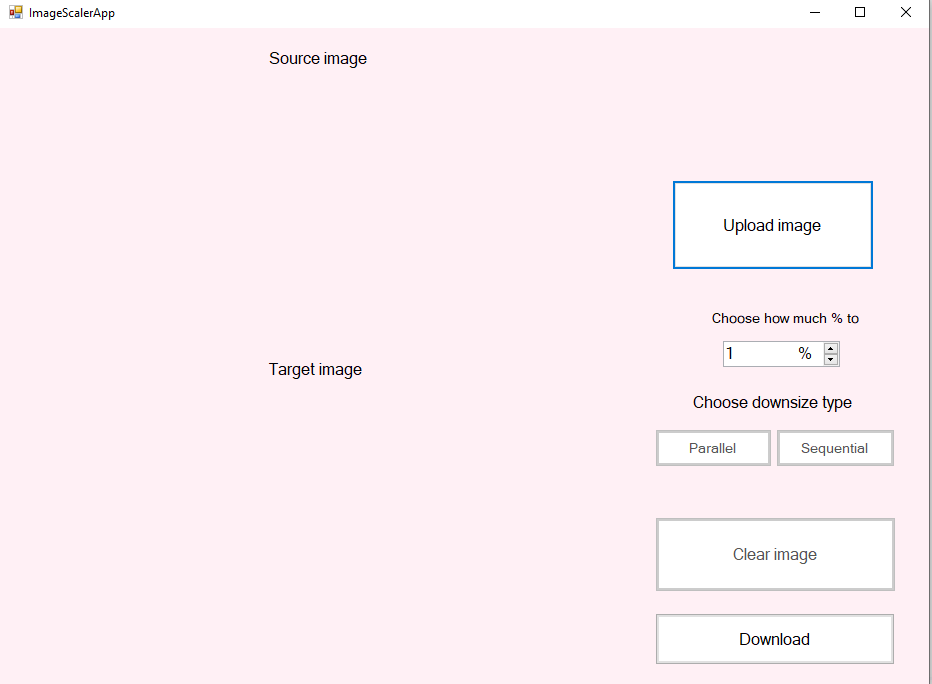 ImageScalerApp
Source image
Upload image
Choose how much % to
1 %
Target image
Choose downsize type
Parallel
Sequential
Clear image
Download